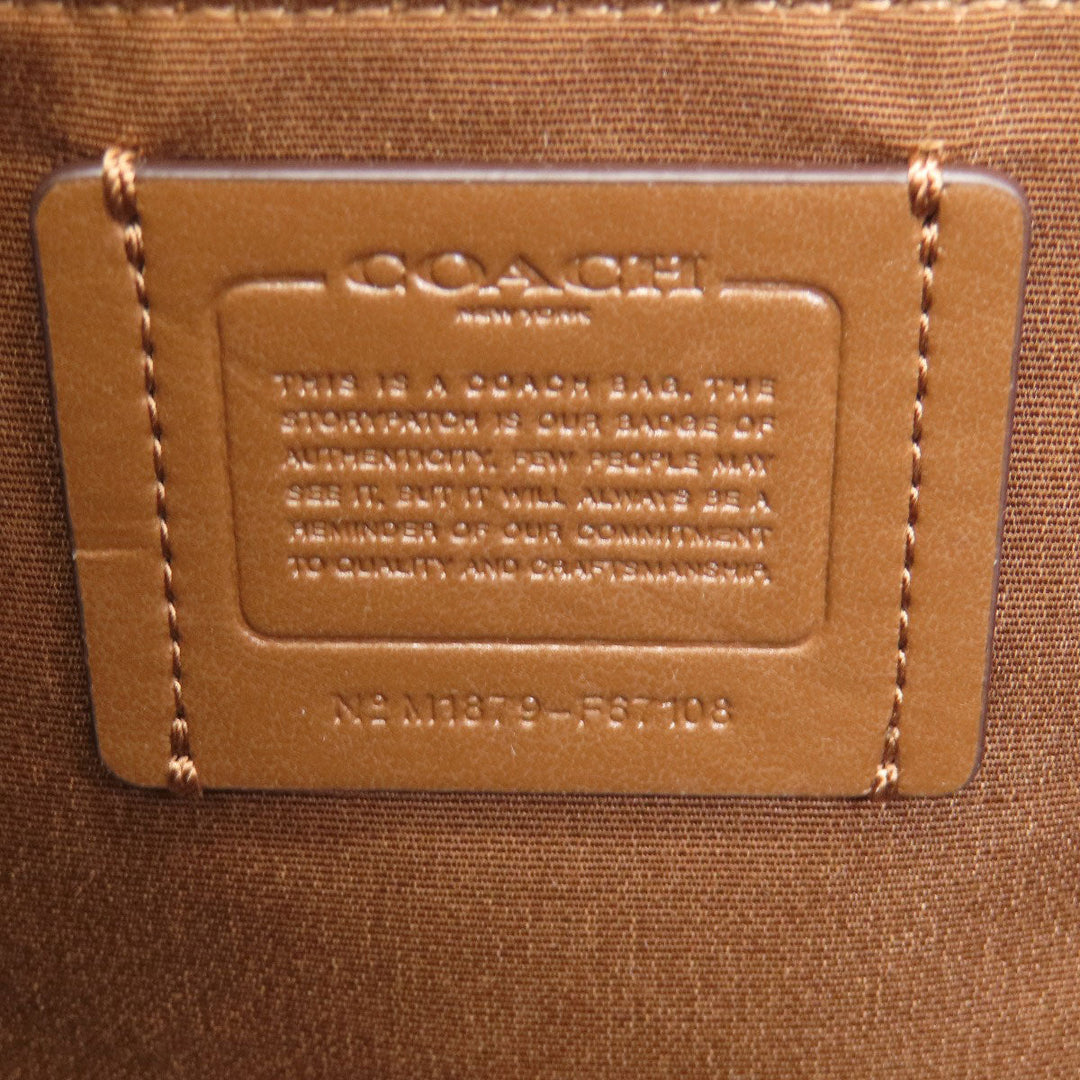 COACH
NEW YORK
THIS IS A COACH BAG. THE
STORYPATCH IS OUR BADGE OF
AUTHENTICITY. FEW PEOPLE MAY
SEE IT, BUT IT WILL ALWAYS BE A
REMINDER OF OUR COMMITMENT
TO QUALITY AND CRAFTSMANSHIP.
Nº M1879-F67108